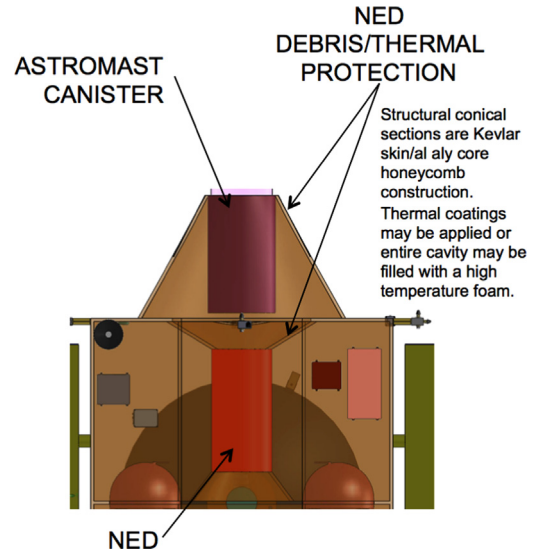 NED
DEBRIS/THERMAL
PROTECTION
ASTROMAST
CANISTER
Structural conical
sections are Kevlar
skin/al aly core
honeycomb
construction.
Thermal coatings
may be applied or
entire cavity may be
filled with a high
temperature foam.
NED